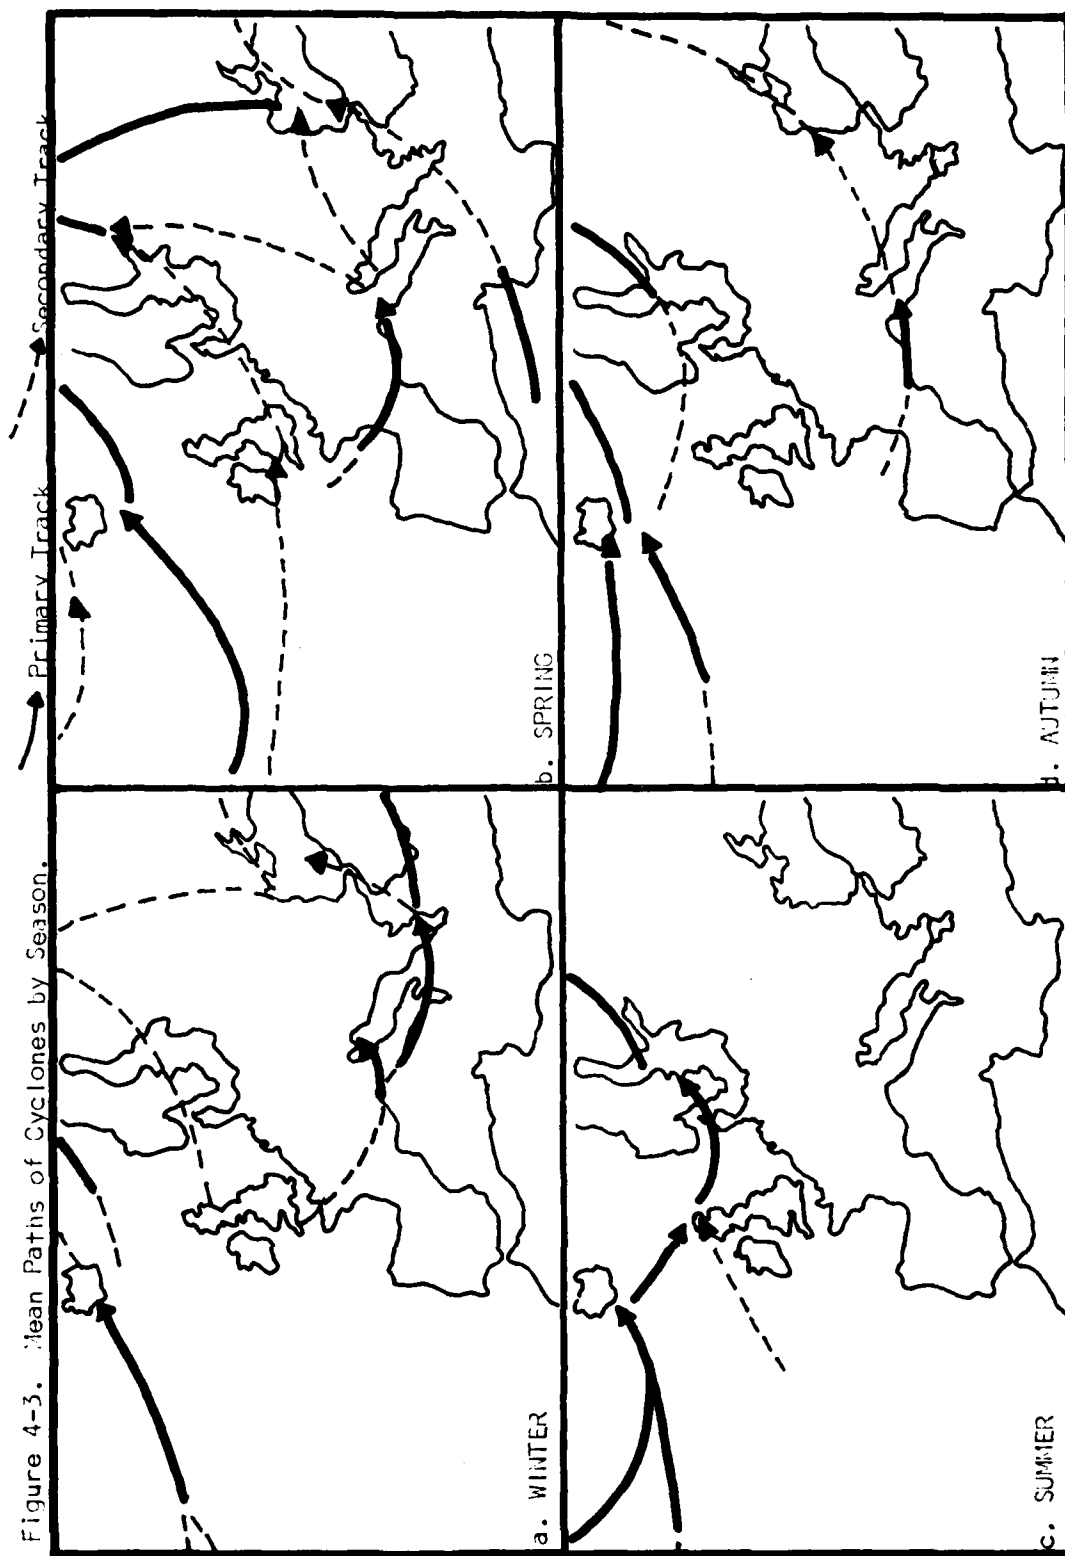 Figure 4-3. Mean Paths of Cyclones by Season.
Primary Track
Secondary Track
a. WINTER
b. SPRING
c. SUMMER
d. AUTUMN